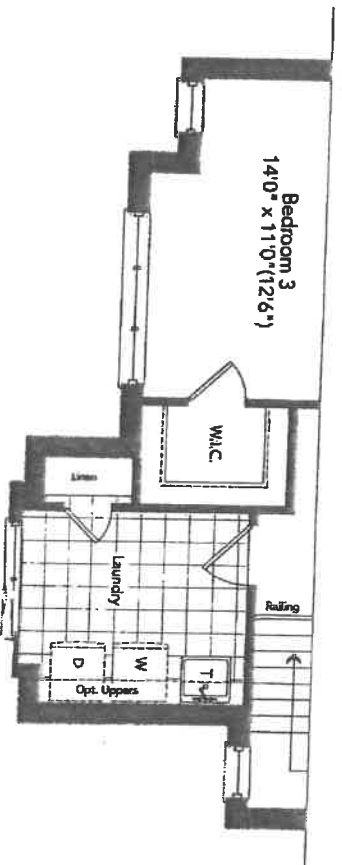 Bedroom 3
14'0" x 11'0"(12'6")
W.I.C.
Linen
Laundry
Railing
T
W
D
Opt. Uppers